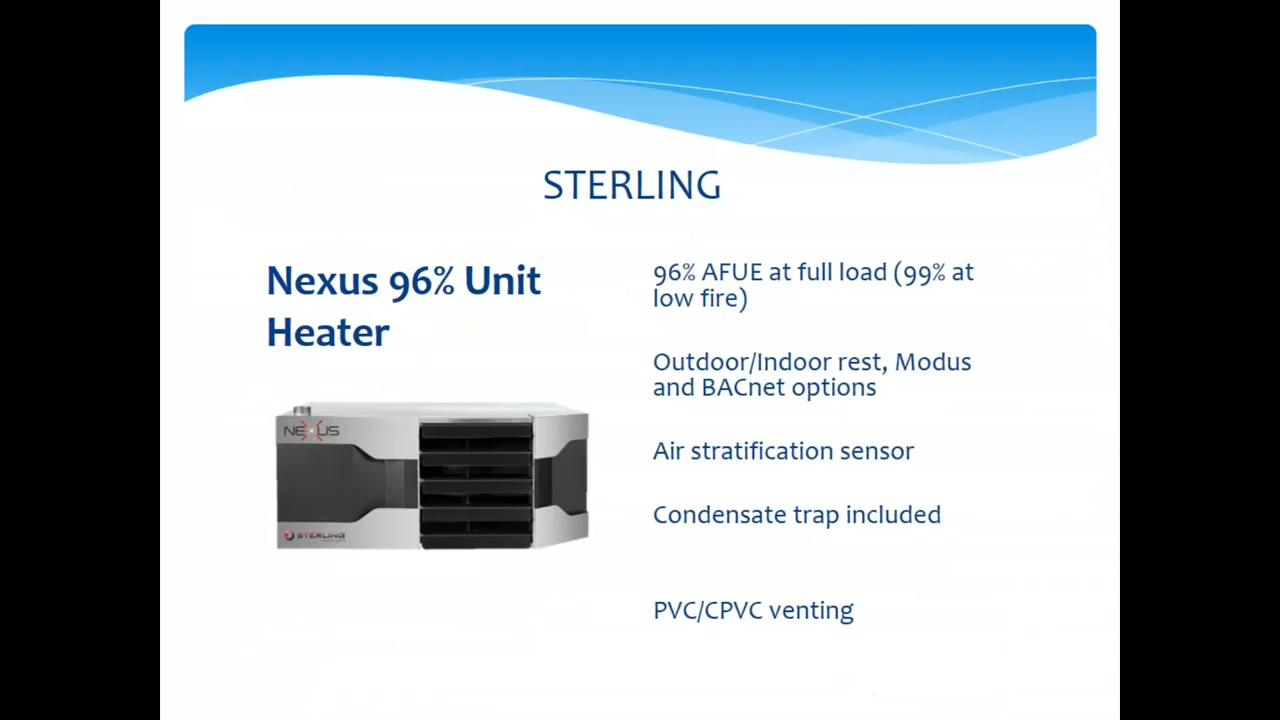 STERLING
Nexus 96% Unit
Heater
96% AFUE at full load (99% at
low fire)
Outdoor/Indoor rest, Modus
and BACnet options
Air stratification sensor
Condensate trap included
PVC/CPVC venting
NEXUS
STERLING